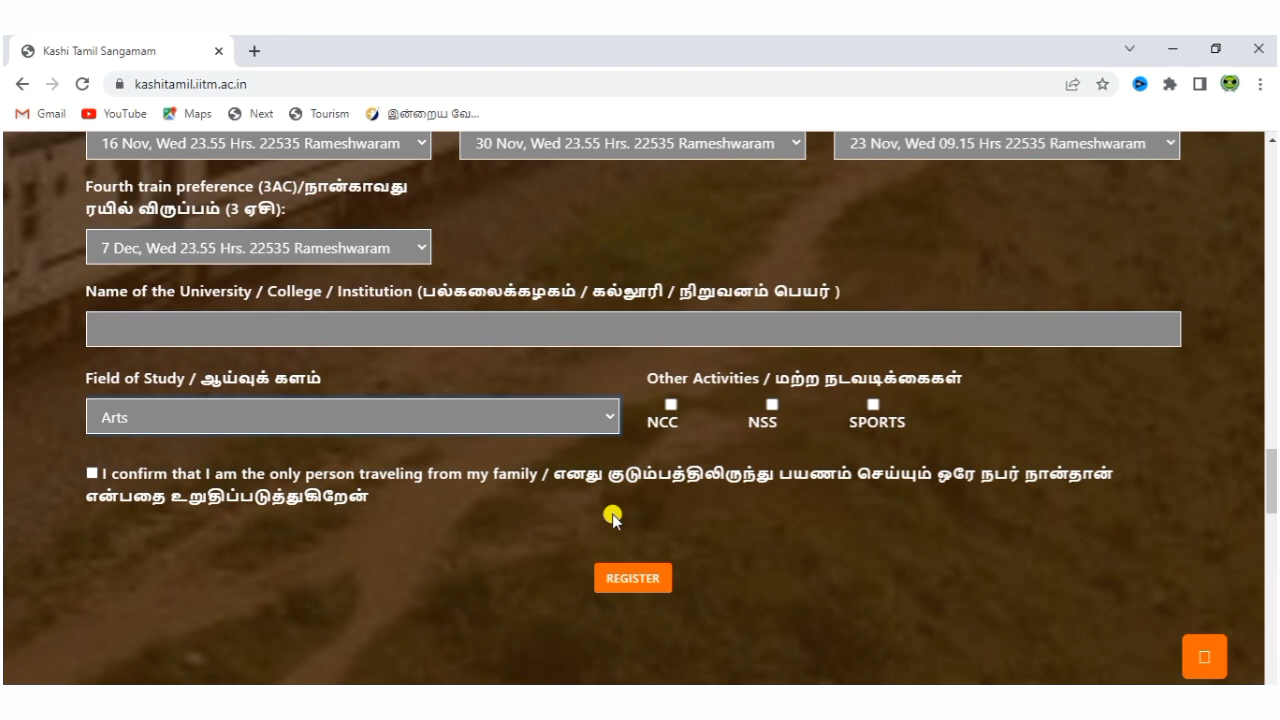 Kashi Tamil Sangamam
kashitamil.iitm.ac.in
Gmail YouTube Maps Next Tourism இன்றைய வே...
16 Nov, Wed 23.55 Hrs. 22535 Rameshwaram 30 Nov, Wed 23.55 Hrs. 22535 Rameshwaram 23 Nov, Wed 09.15 Hrs 22535 Rameshwaram
Fourth train preference (3AC)/நான்காவது
ரயில் விருப்பம் (3 ஏசி):
7 Dec, Wed 23.55 Hrs. 22535 Rameshwaram
Name of the University / College / Institution (பல்கலைக்கழகம் / கல்லூரி / நிறுவனம் பெயர் )
Field of Study / ஆய்வுக் களம் Other Activities / மற்ற நடவடிக்கைகள்
Arts
NCC NSS SPORTS
I confirm that I am the only person traveling from my family / எனது குடும்பத்திலிருந்து பயணம் செய்யும் ஒரே நபர் நான்தான்
என்பதை உறுதிப்படுத்துகிறேன்
REGISTER